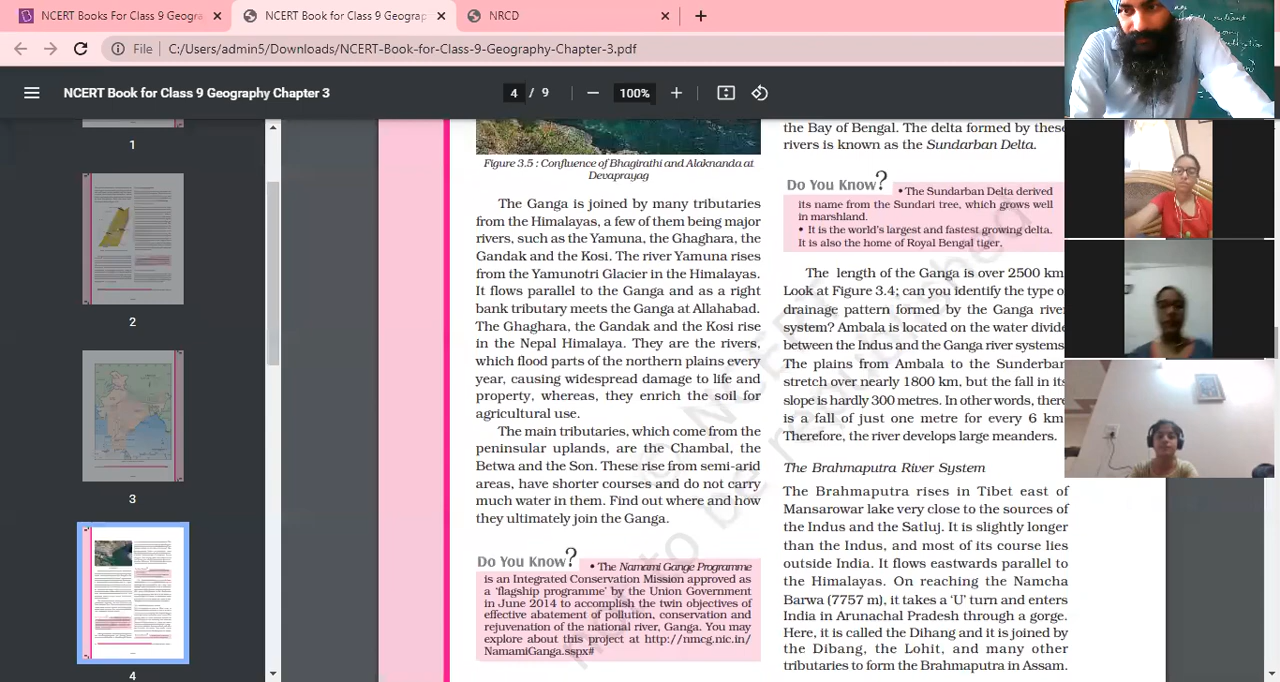 NCERT Books For Class 9 Geogra
NCERT Book for Class 9 Geograp
NRCD
File
C:/Users/admin5/Downloads/NCERT-Book-for-Class-9-Geography-Chapter-3.pdf
NCERT Book for Class 9 Geography Chapter 3
4 / 9
100%
1
2
3
4
Figure 3.5 : Confluence of Bhagirathi and Alaknanda at
Devaprayag
The Ganga is joined by many tributaries
from the Himalayas, a few of them being major
rivers, such as the Yamuna, the Ghaghara, the
Gandak and the Kosi. The river Yamuna rises
from the Yamunotri Glacier in the Himalayas.
It flows parallel to the Ganga and as a right
bank tributary meets the Ganga at Allahabad.
The Ghaghara, the Gandak and the Kosi rise
in the Nepal Himalaya. They are the rivers,
which flood parts of the northern plains every
year, causing widespread damage to life and
property, whereas, they enrich the soil for
agricultural use.
The main tributaries, which come from the
peninsular uplands, are the Chambal, the
Betwa and the Son. These rise from semi-arid
areas, have shorter courses and do not carry
much water in them. Find out where and how
they ultimately join the Ganga.
Do You Know?
• The Namami Gange Programme
is an Integrated Conservation Mission approved as
a 'flagship programme' by the Union Government
in June 2014 to accomplish the twin objectives of
effective abatement of pollution, conservation and
rejuvenation of the national river, Ganga. You may
explore about this project at http://nmcg.nic.in/
NamamiGanga.sspx#
the Bay of Bengal. The delta formed by these
rivers is known as the Sundarban Delta.
Do You Know?
• The Sundarban Delta derived
its name from the Sundari tree, which grows well
in marshland.
• It is the world's largest and fastest growing delta.
It is also the home of Royal Bengal tiger.
The length of the Ganga is over 2500 km.
Look at Figure 3.4; can you identify the type o
drainage pattern formed by the Ganga river
system? Ambala is located on the water divide
between the Indus and the Ganga river systems.
The plains from Ambala to the Sunderban
stretch over nearly 1800 km, but the fall in its
slope is hardly 300 metres. In other words, there
is a fall of just one metre for every 6 km.
Therefore, the river develops large meanders.
The Brahmaputra River System
The Brahmaputra rises in Tibet east of
Mansarowar lake very close to the sources of
the Indus and the Satluj. It is slightly longer
than the Indus, and most of its course lies
outside India. It flows eastwards parallel to
the Himalayas. On reaching the Namcha
Barwa (7757 m), it takes a 'U' turn and enters
India in Arunachal Pradesh through a gorge.
Here, it is called the Dihang and it is joined by
the Dibang, the Lohit, and many other
tributaries to form the Brahmaputra in Assam.